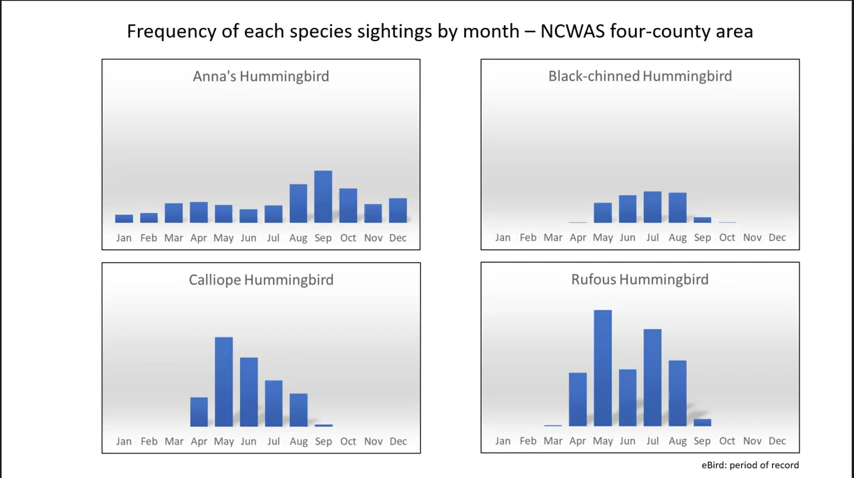 Frequency of each species sightings by month – NCWAS four-county area
Anna's Hummingbird
Jan Feb Mar Apr May Jun Jul Aug Sep Oct Nov Dec
Black-chinned Hummingbird
Jan Feb Mar Apr May Jun Jul Aug Sep Oct Nov Dec
Calliope Hummingbird
Jan Feb Mar Apr May Jun Jul Aug Sep Oct Nov Dec
Rufous Hummingbird
Jan Feb Mar Apr May Jun Jul Aug Sep Oct Nov Dec
eBird: period of record